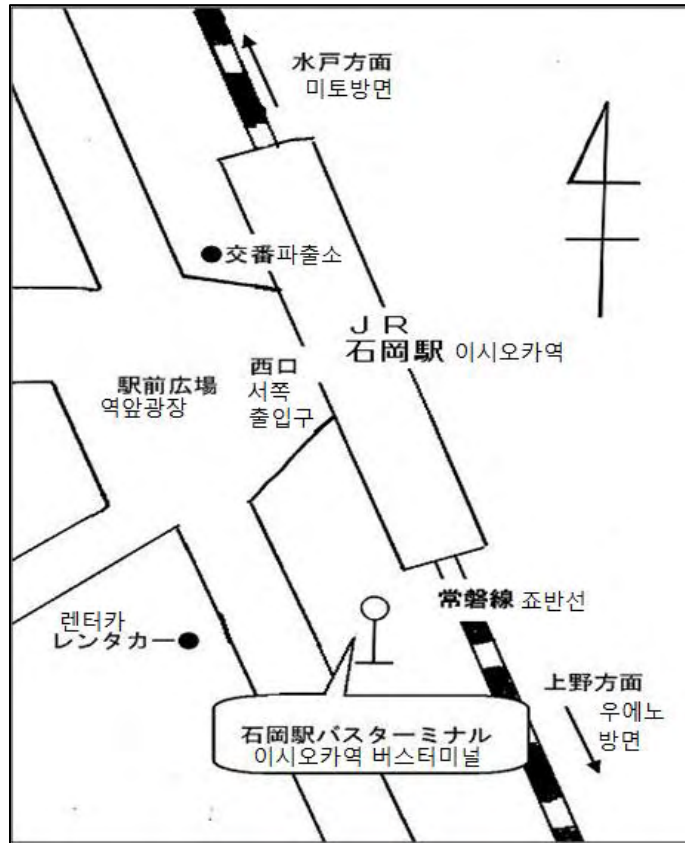 水戸方面
미토방면
交番파출소
JR
石岡駅 이시오카역
西口
서쪽
출입구
駅前広場
역앞광장
렌터카
レンタカー
常磐線 죠반선
上野方面
우에노
방면
石岡駅バスターミナル
이시오카역 버스터미널